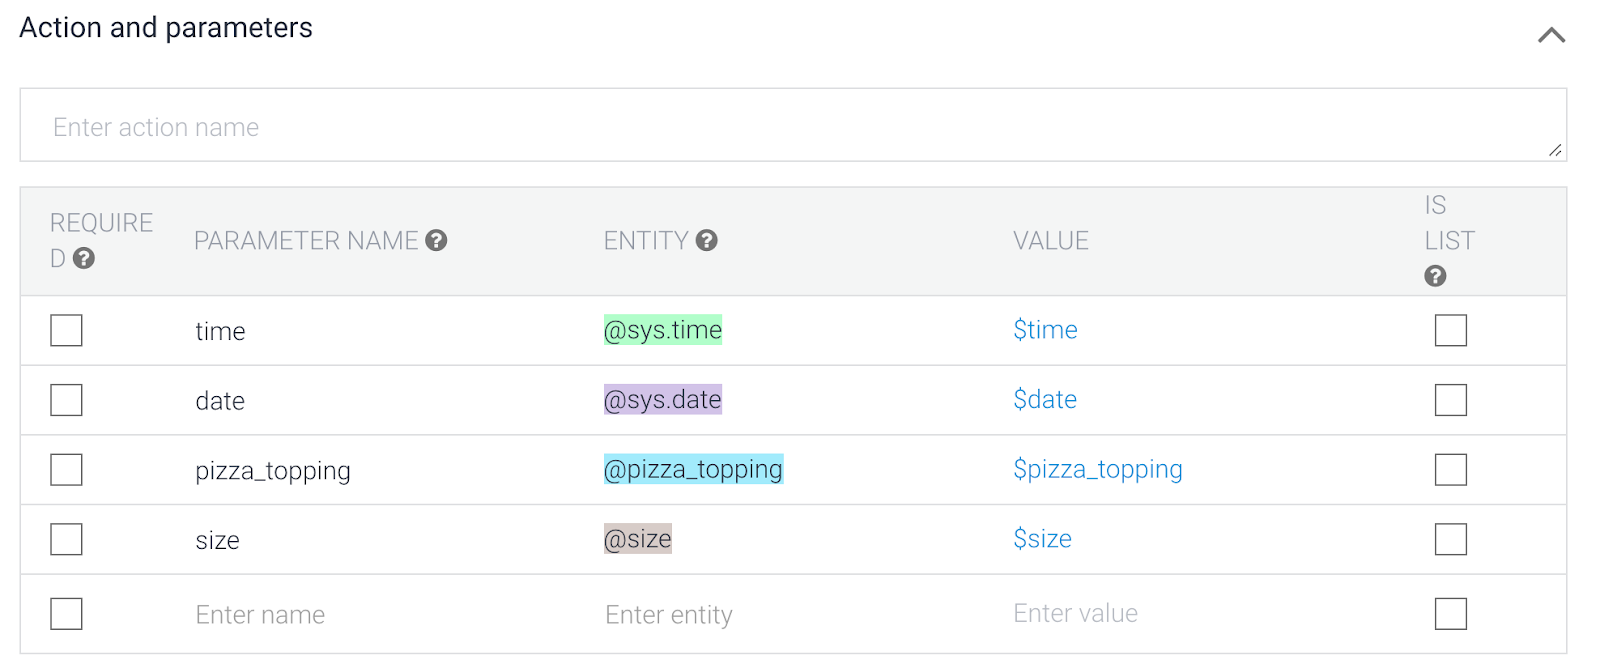 Action and parameters
Enter action name
REQUIRE
D
PARAMETER NAME
ENTITY
VALUE
IS
LIST
time @sys.time $time
date @sys.date $date
pizza_topping @pizza_topping $pizza_topping
size @size $size
Enter name Enter entity Enter value